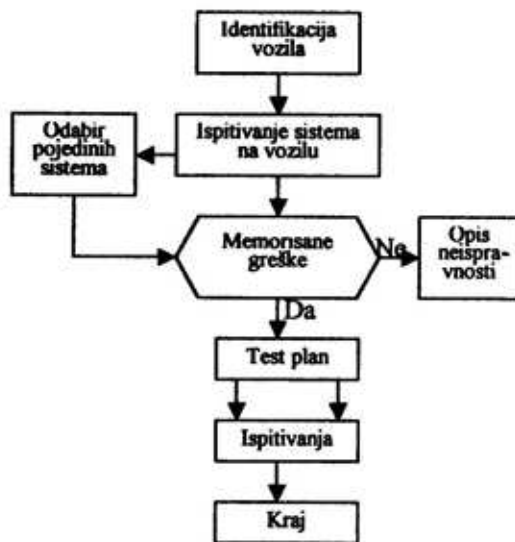 Identifikacija
vozila
Odabir
pojedinih
sistema
Ispitivanje sistema
na vozilu
Memorisane
greške
Ne
Opis
neispra-
vnosti
Da
Test plan
Ispitivanja
Kraj